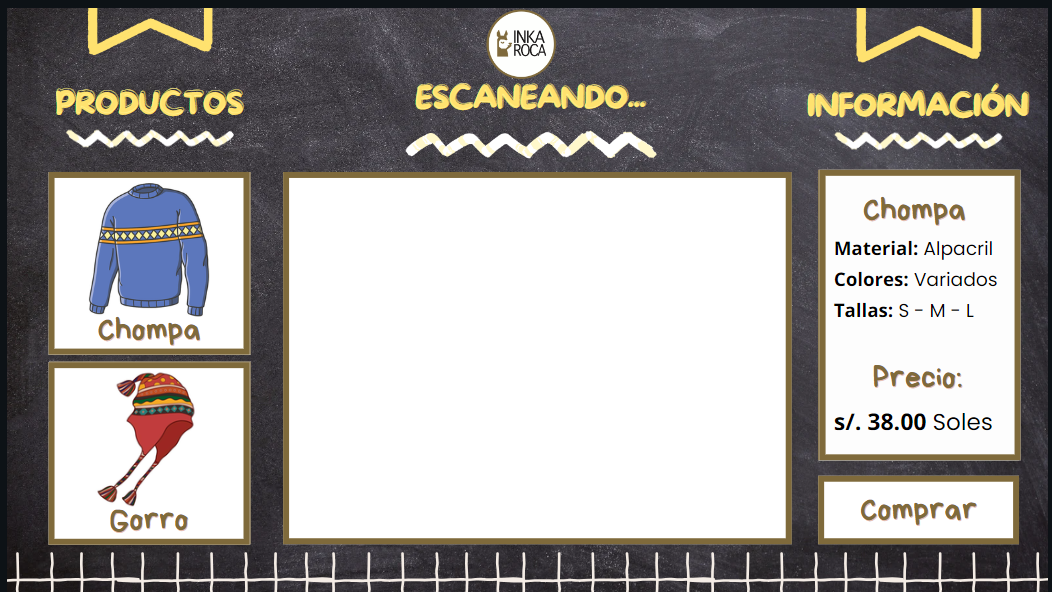 INKA
ROCA
PRODUCTOS
ESCANEANDO...
INFORMACIÓN
Chompa
Gorro
Chompa
Material: Alpacril
Colores: Variados
Tallas: S - M - L
Precio:
s/. 38.00 Soles
Comprar